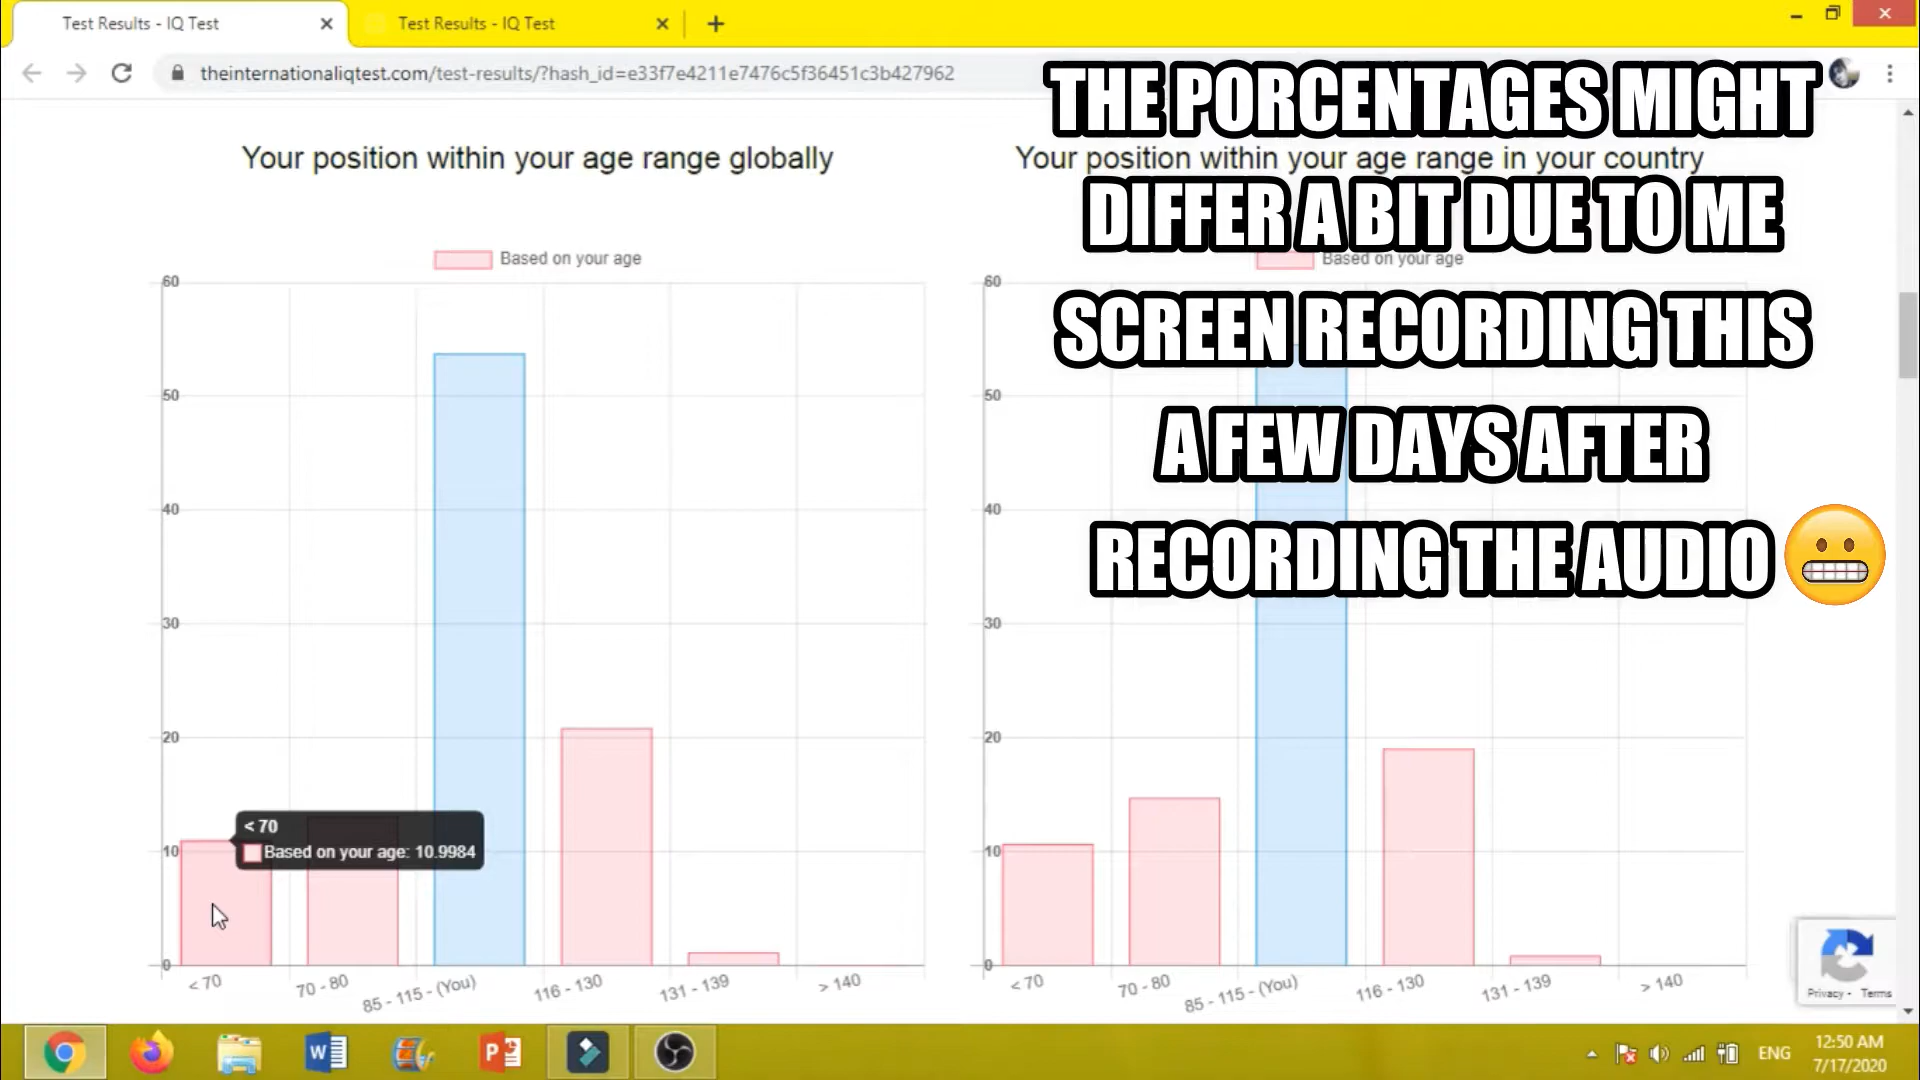 Test Results - IQ Test
Test Results - IQ Test
theinternationaliqtest.com/test-results/?hash_id=e33f7e4211e7476c5f36451c3b427962
THE PORCENTAGES MIGHT
DIFFER A BIT DUE TO ME
SCREEN RECORDING THIS
A FEW DAYS AFTER
RECORDING THE AUDIO
Your position within your age range globally
Based on your age
60
50
40
30
20
10
0
< 70
Based on your age: 10.9984
< 70
70 - 80
85 - 115 - (You)
116 - 130
131 - 139
> 140
Your position within your age range in your country
Based on your age
60
50
40
30
20
10
0
< 70
70 - 80
85 - 115 - (You)
116 - 130
131 - 139
> 140
Privacy - Terms
W
P
ENG
12:50 AM
7/17/2020